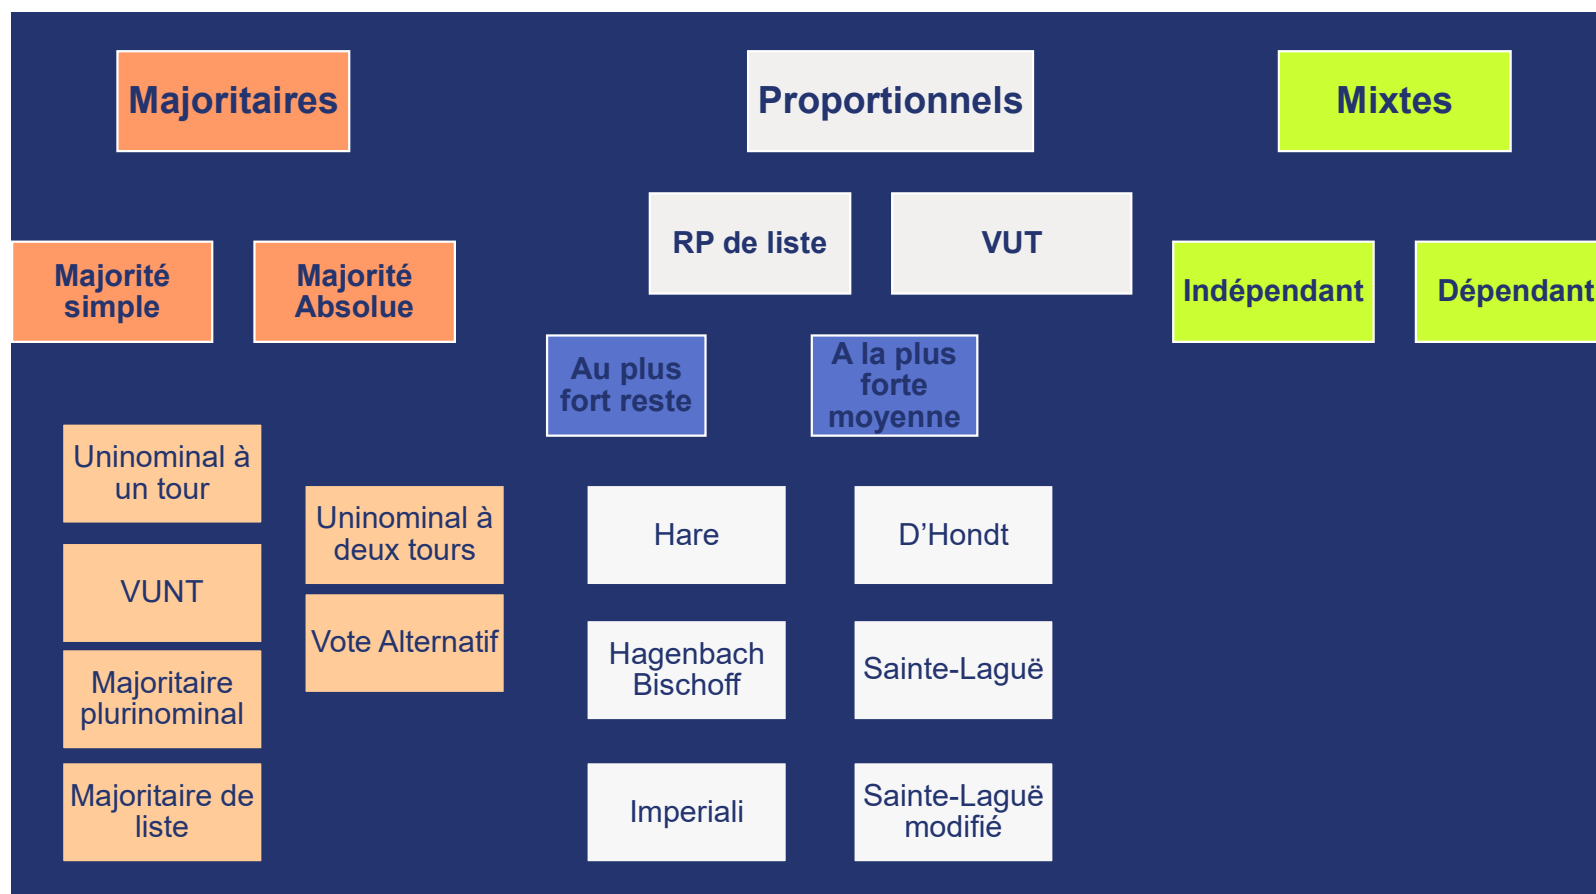 Majoritaires
Proportionnels
Mixtes
RP de liste
VUT
Majorité
simple
Majorité
Absolue
Indépendant
Dépendant
Au plus
fort reste
A la plus
forte
moyenne
Uninominal à
un tour
VUNT
Majoritaire
plurinominal
Majoritaire de
liste
Uninominal à
deux tours
Vote Alternatif
Hare
Hagenbach
Bischoff
Imperiali
D’Hondt
Sainte-Laguë
Sainte-Laguë
modifié